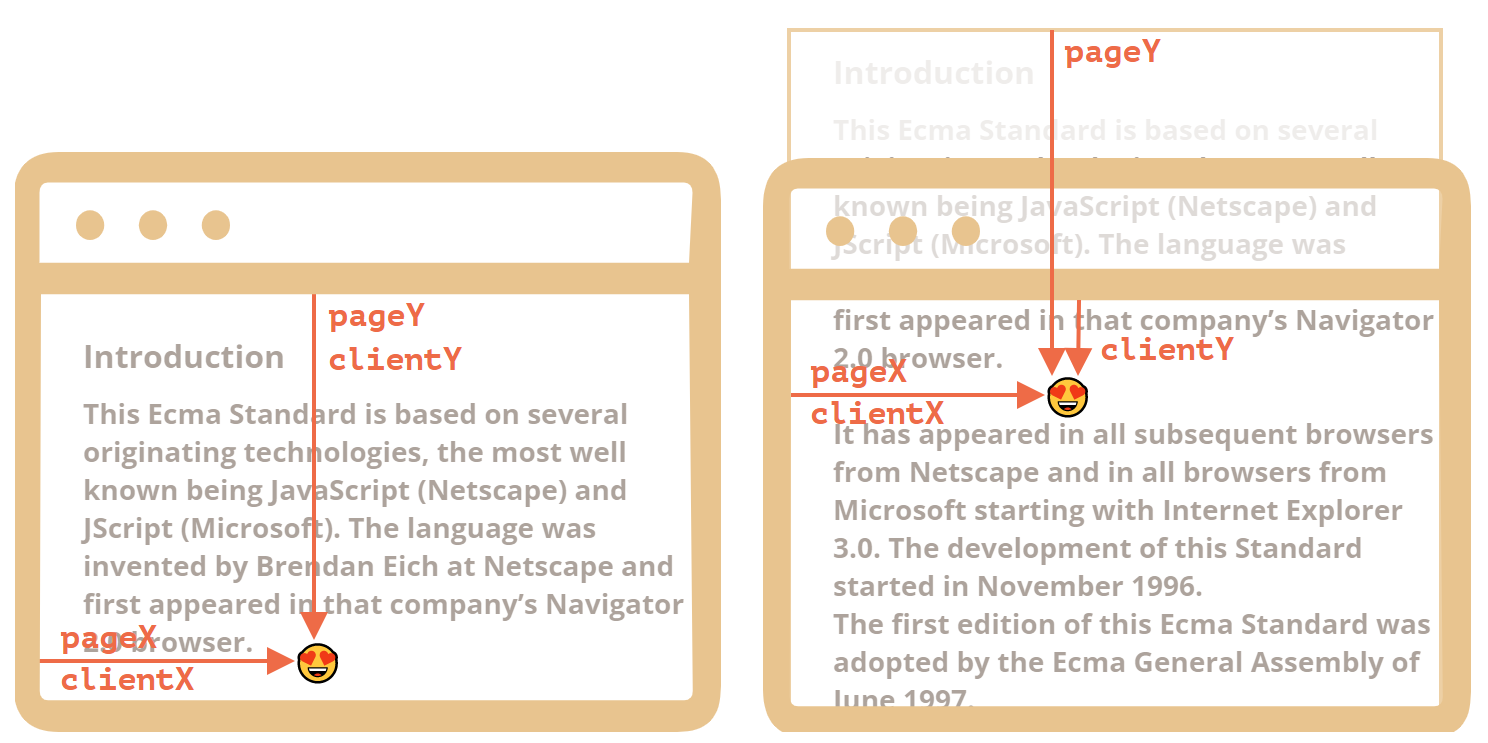 pageY
clientY
Introduction
This Ecma Standard is based on several
originating technologies, the most well
known being JavaScript (Netscape) and
JScript (Microsoft). The language was
invented by Brendan Eich at Netscape and
first appeared in that company’s Navigator
2.0 browser.
pageX
clientX
pageY
Introduction
This Ecma Standard is based on several
known being JavaScript (Netscape) and
JScript (Microsoft). The language was
first appeared in that company’s Navigator
2.0 browser.
clientY
pageX
clientX
It has appeared in all subsequent browsers
from Netscape and in all browsers from
Microsoft starting with Internet Explorer
3.0. The development of this Standard
started in November 1996.
The first edition of this Ecma Standard was
adopted by the Ecma General Assembly of
June 1997.